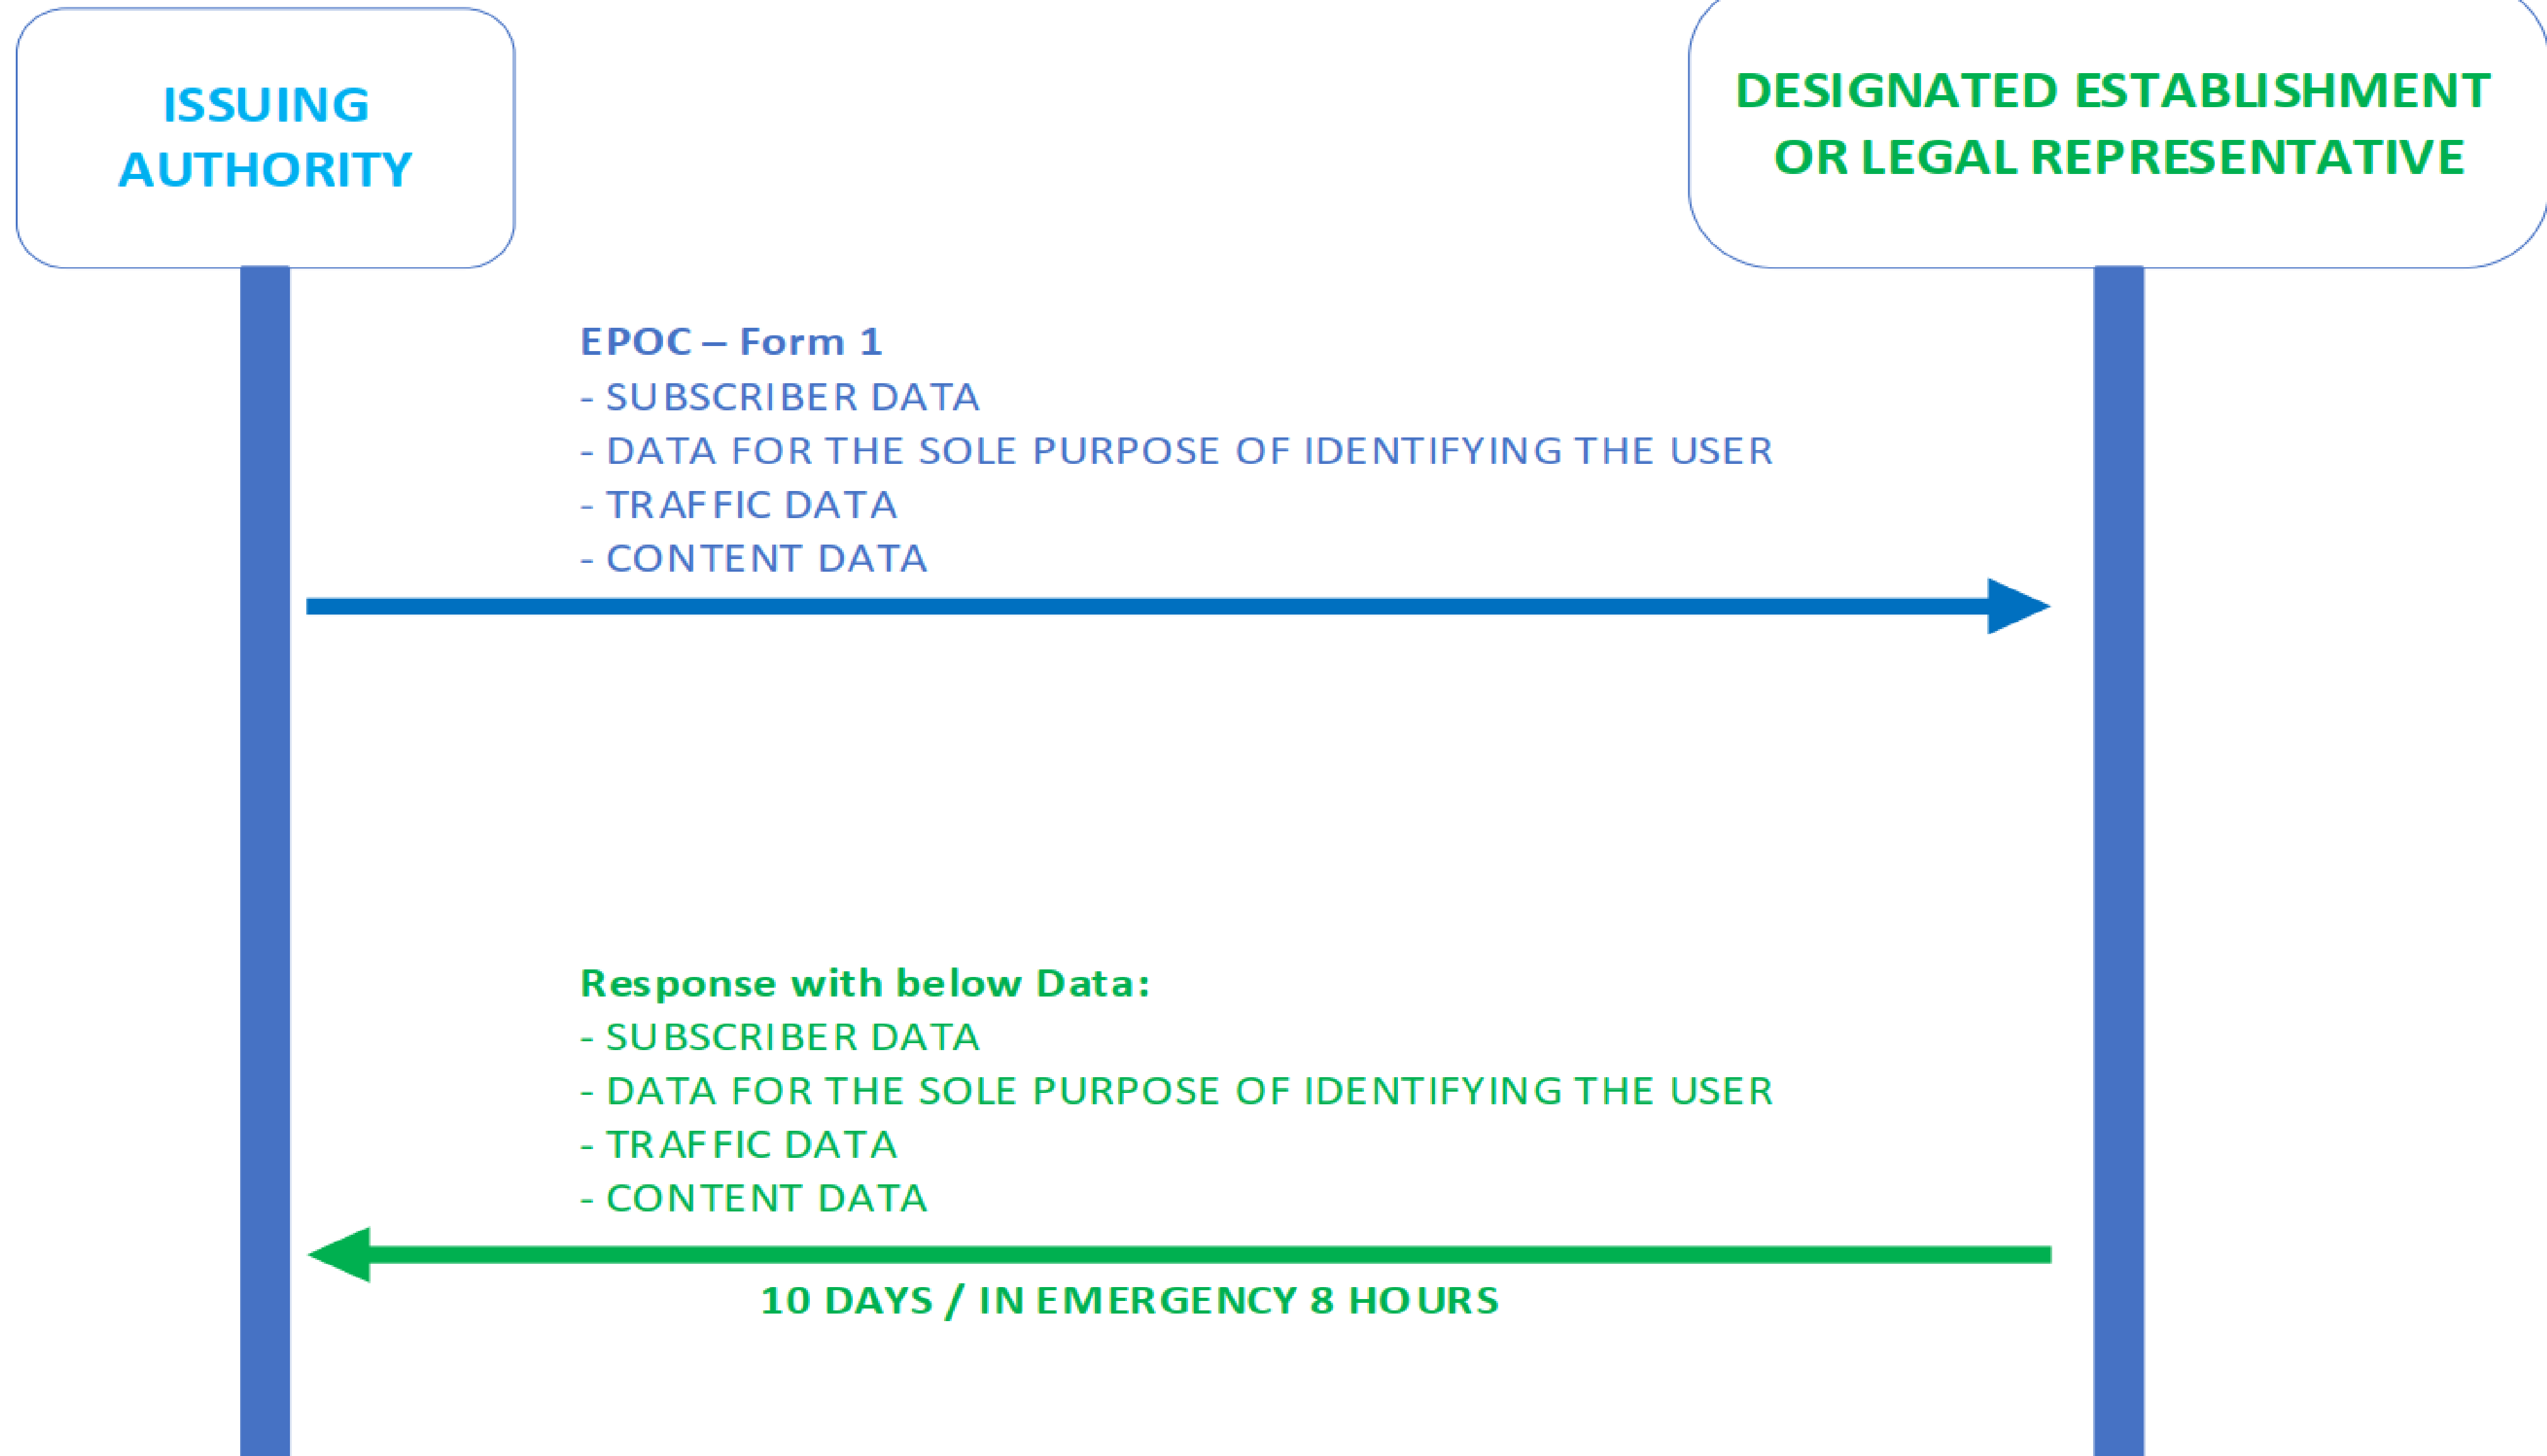 ISSUING
AUTHORITY
DESIGNATED ESTABLISHMENT
OR LEGAL REPRESENTATIVE
EPOC – Form 1
- SUBSCRIBER DATA
- DATA FOR THE SOLE PURPOSE OF IDENTIFYING THE USER
- TRAFFIC DATA
- CONTENT DATA
Response with below Data:
- SUBSCRIBER DATA
- DATA FOR THE SOLE PURPOSE OF IDENTIFYING THE USER
- TRAFFIC DATA
- CONTENT DATA
10 DAYS / IN EMERGENCY 8 HOURS